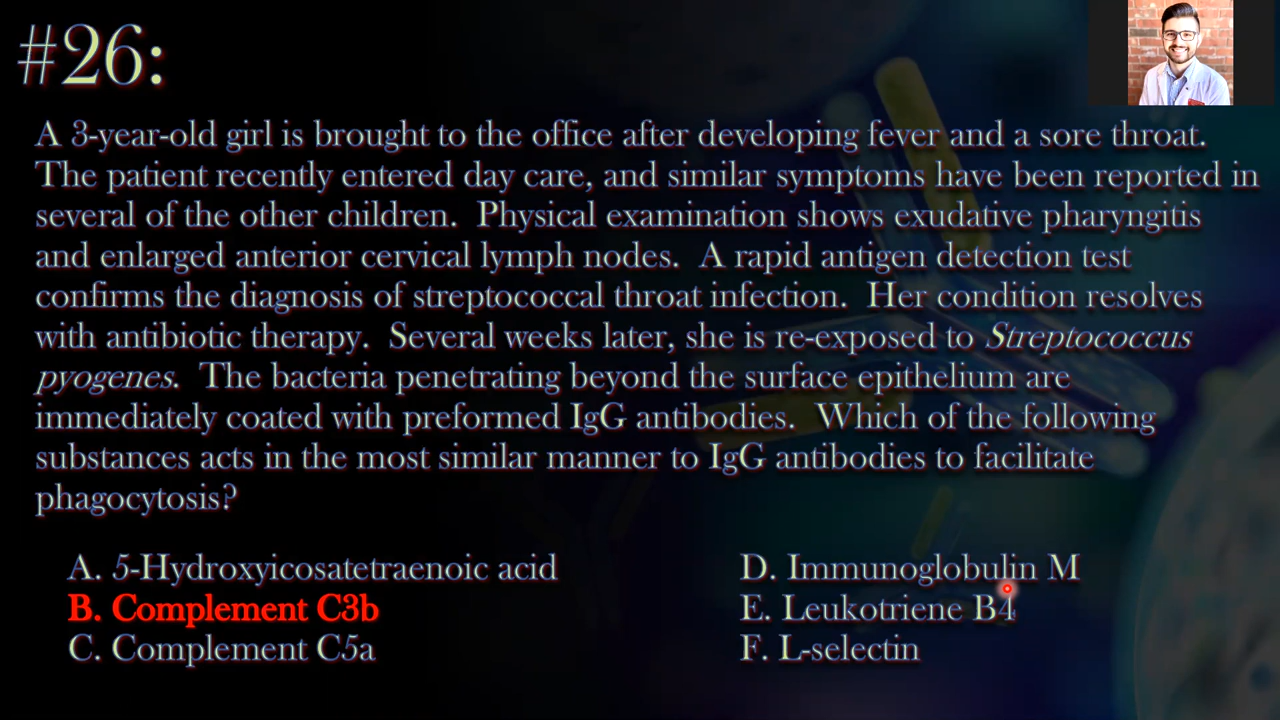 #26:
A 3-year-old girl is brought to the office after developing fever and a sore throat.
The patient recently entered day care, and similar symptoms have been reported in
several of the other children. Physical examination shows exudative pharyngitis
and enlarged anterior cervical lymph nodes. A rapid antigen detection test
confirms the diagnosis of streptococcal throat infection. Her condition resolves
with antibiotic therapy. Several weeks later, she is re-exposed to Streptococcus
pyogenes. The bacteria penetrating beyond the surface epithelium are
immediately coated with preformed IgG antibodies. Which of the following
substances acts in the most similar manner to IgG antibodies to facilitate
phagocytosis?
A. 5-Hydroxyicosatetraenoic acid
B. Complement C3b
C. Complement C5a
D. Immunoglobulin M
E. Leukotriene B4
F. L-selectin